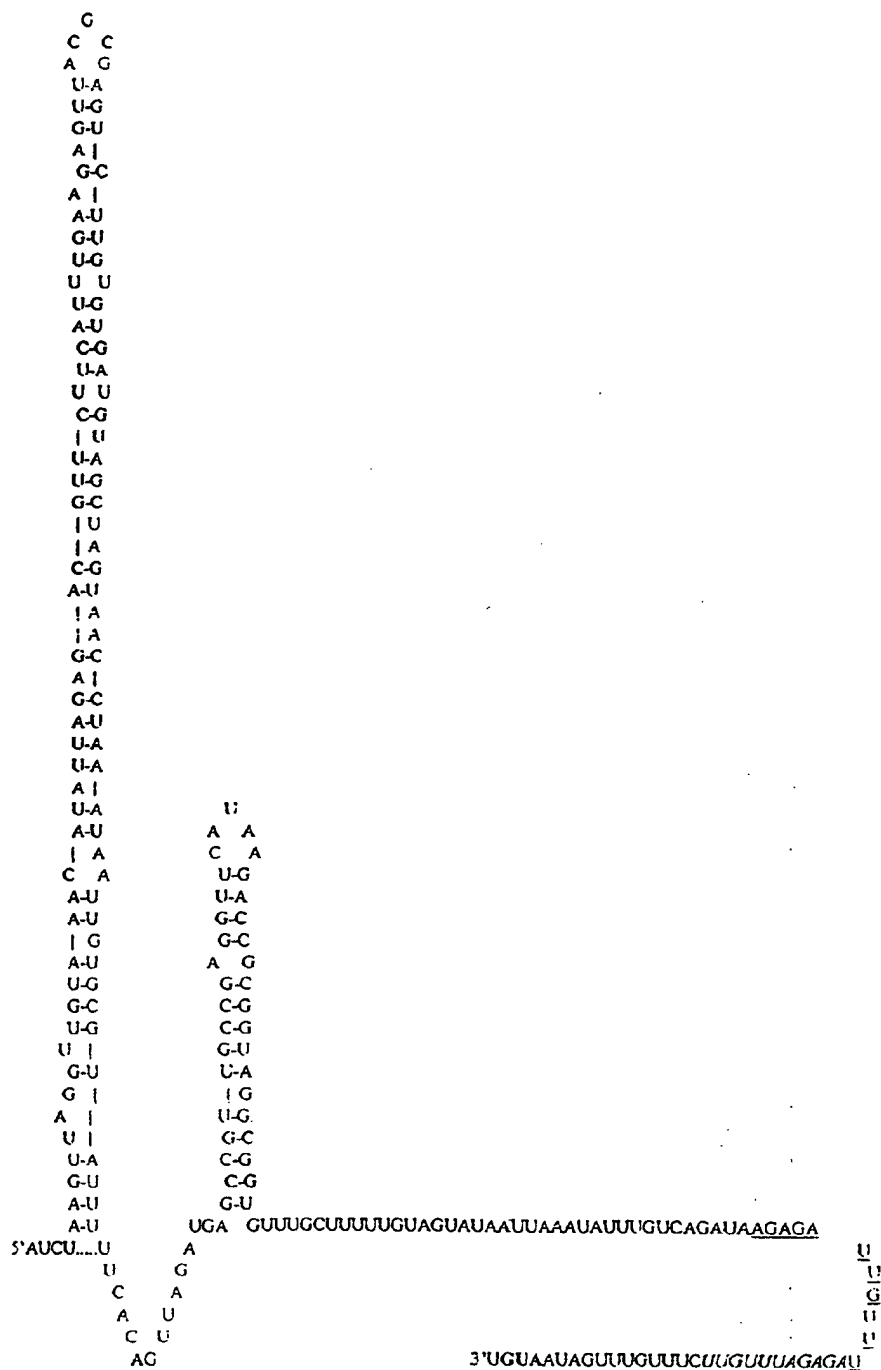 G
C C
A G
U-A
U-G
G-U
A |
G-C
A |
A-U
G-U
U-G
U U
U-G
A-U
C-G
U-A
U U
C-G
| U
U-A
U-G
G-C
| U
| A
C-G
A-U
| A
| A
G-C
A |
G-C
A-U
U-A
U-A
A |
U-A U
A-U A A
| A C A
C A U-G
A-U U-A
A-U G-C
| G G-C
A-U A G
U-G G-C
G-C C-G
U-G C-G
U | G-U
G-U U-A
G | | G
A | U-G
U | G-C
U-A C-G
G-U C G
A-U G-U
A-U UGA GUUUGCUUUUUGUAGUAUAAUUAAAUAUUUGUCAGAUAAGAGA
5'AUCU.....U A U
U G U
C A G
A U U
C U U
AG 3'UGUAAUAGUUUGUUUCUUGUUUAGAGAU